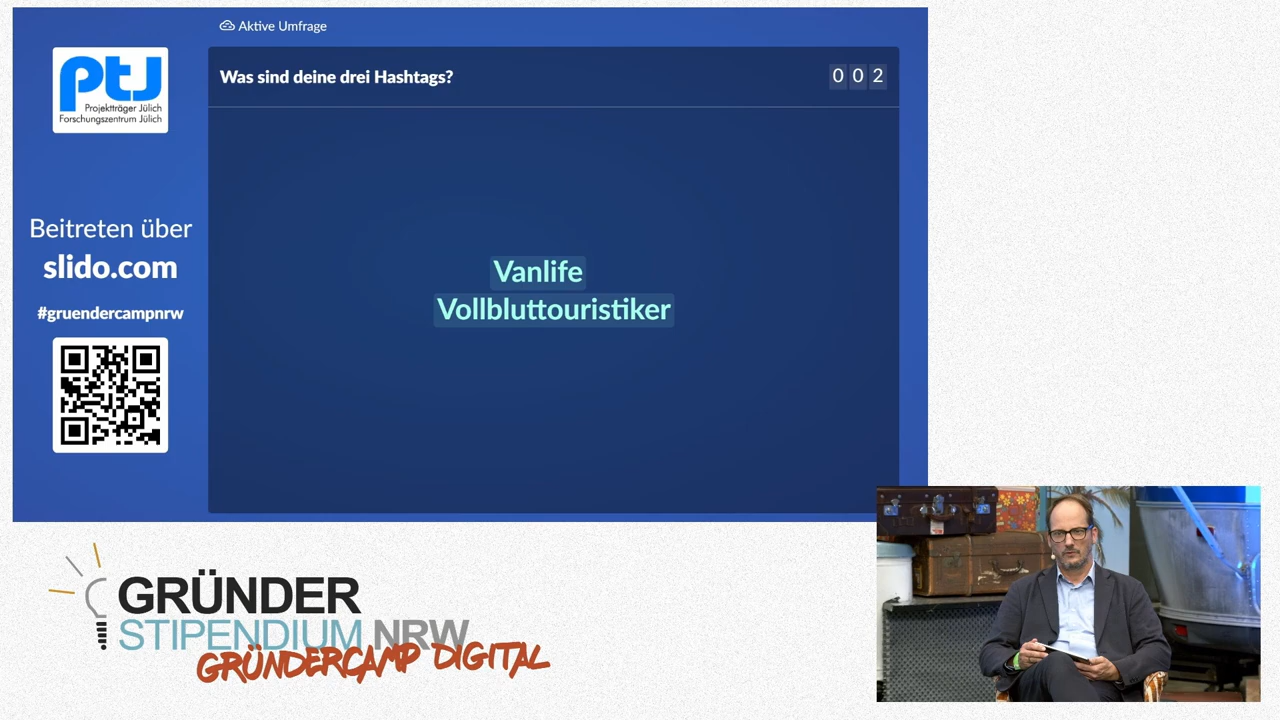 Aktive Umfrage
ptJ
Projektträger Jülich
Forschungszentrum Jülich
Was sind deine drei Hashtags?
0 0 2
Beitreten über
slido.com
#gruendercampnrw
Vanlife
Vollbluttouristiker
GRÜNDER
STIPENDIUM NRW
GRÜNDERCAMP DIGITAL